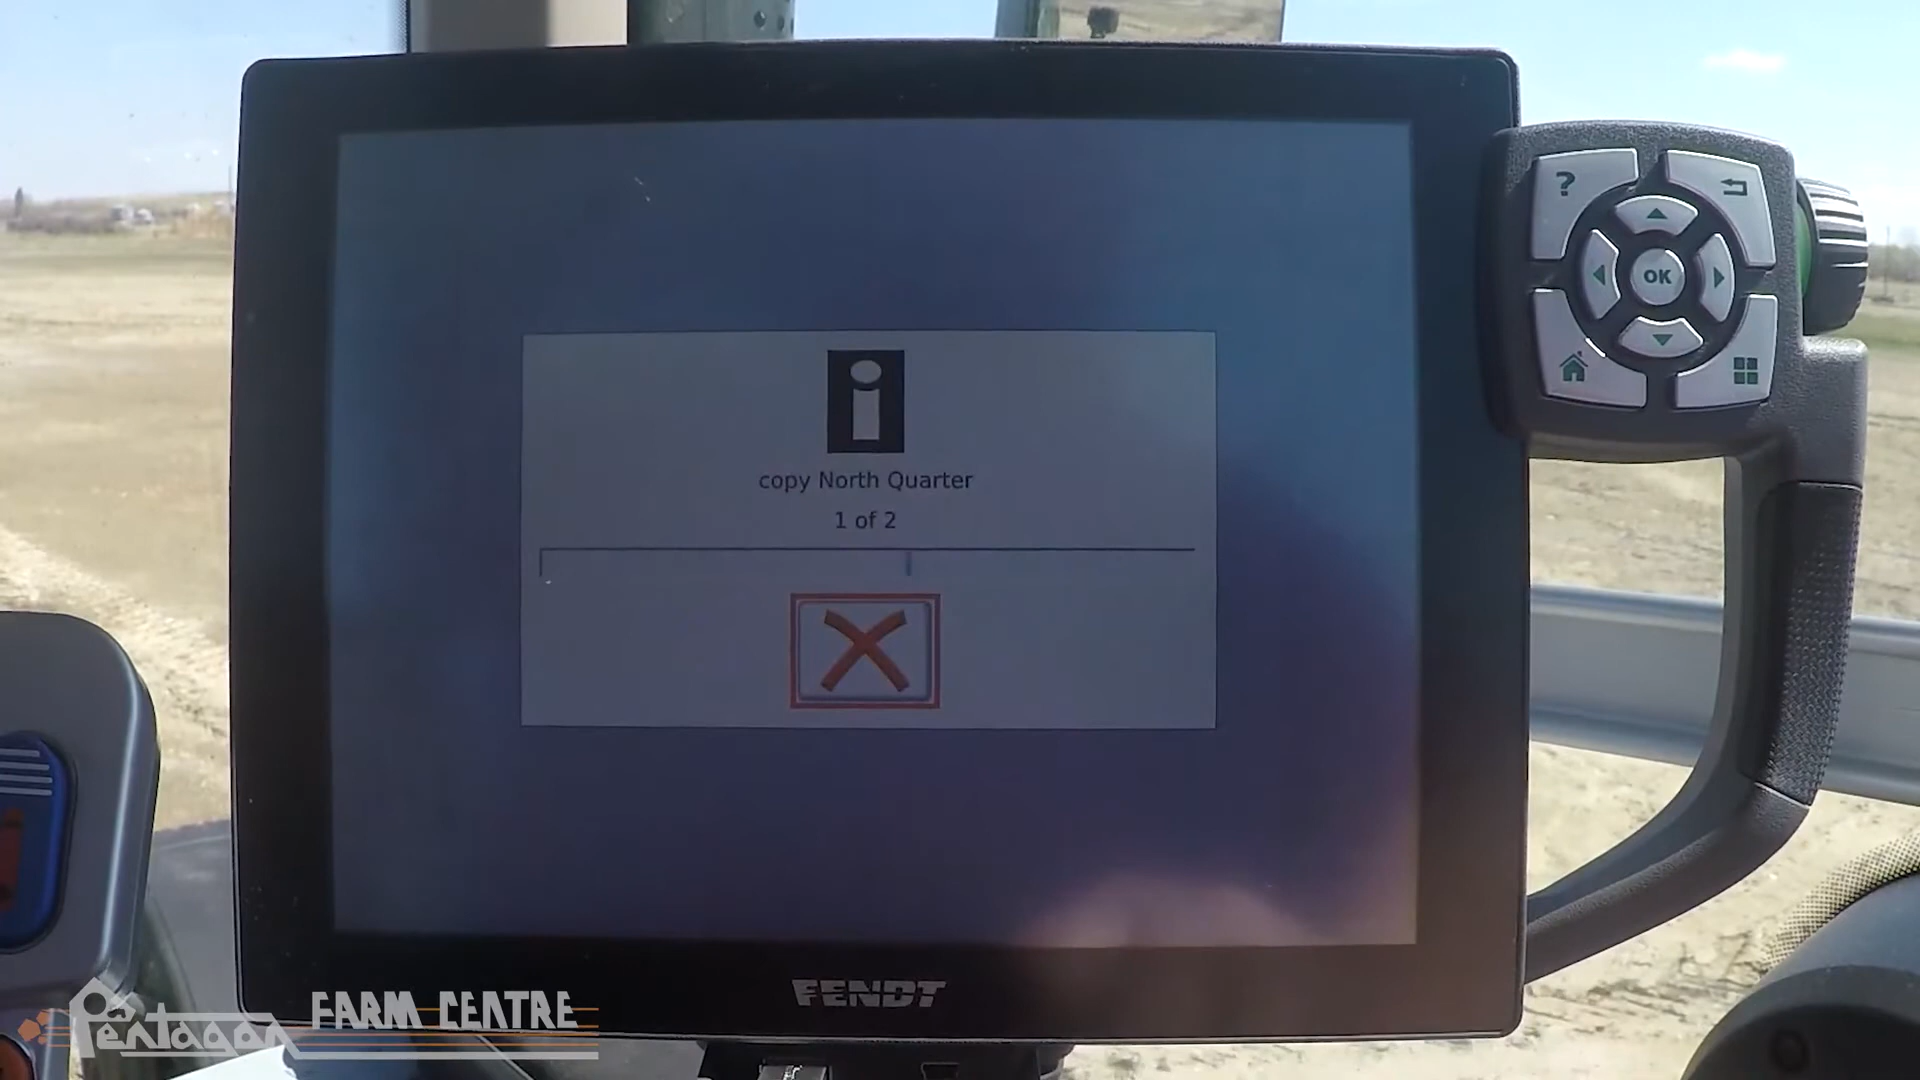 ?
OK
copy North Quarter
1 of 2
FENDT
Pentagon
FARM CENTRE